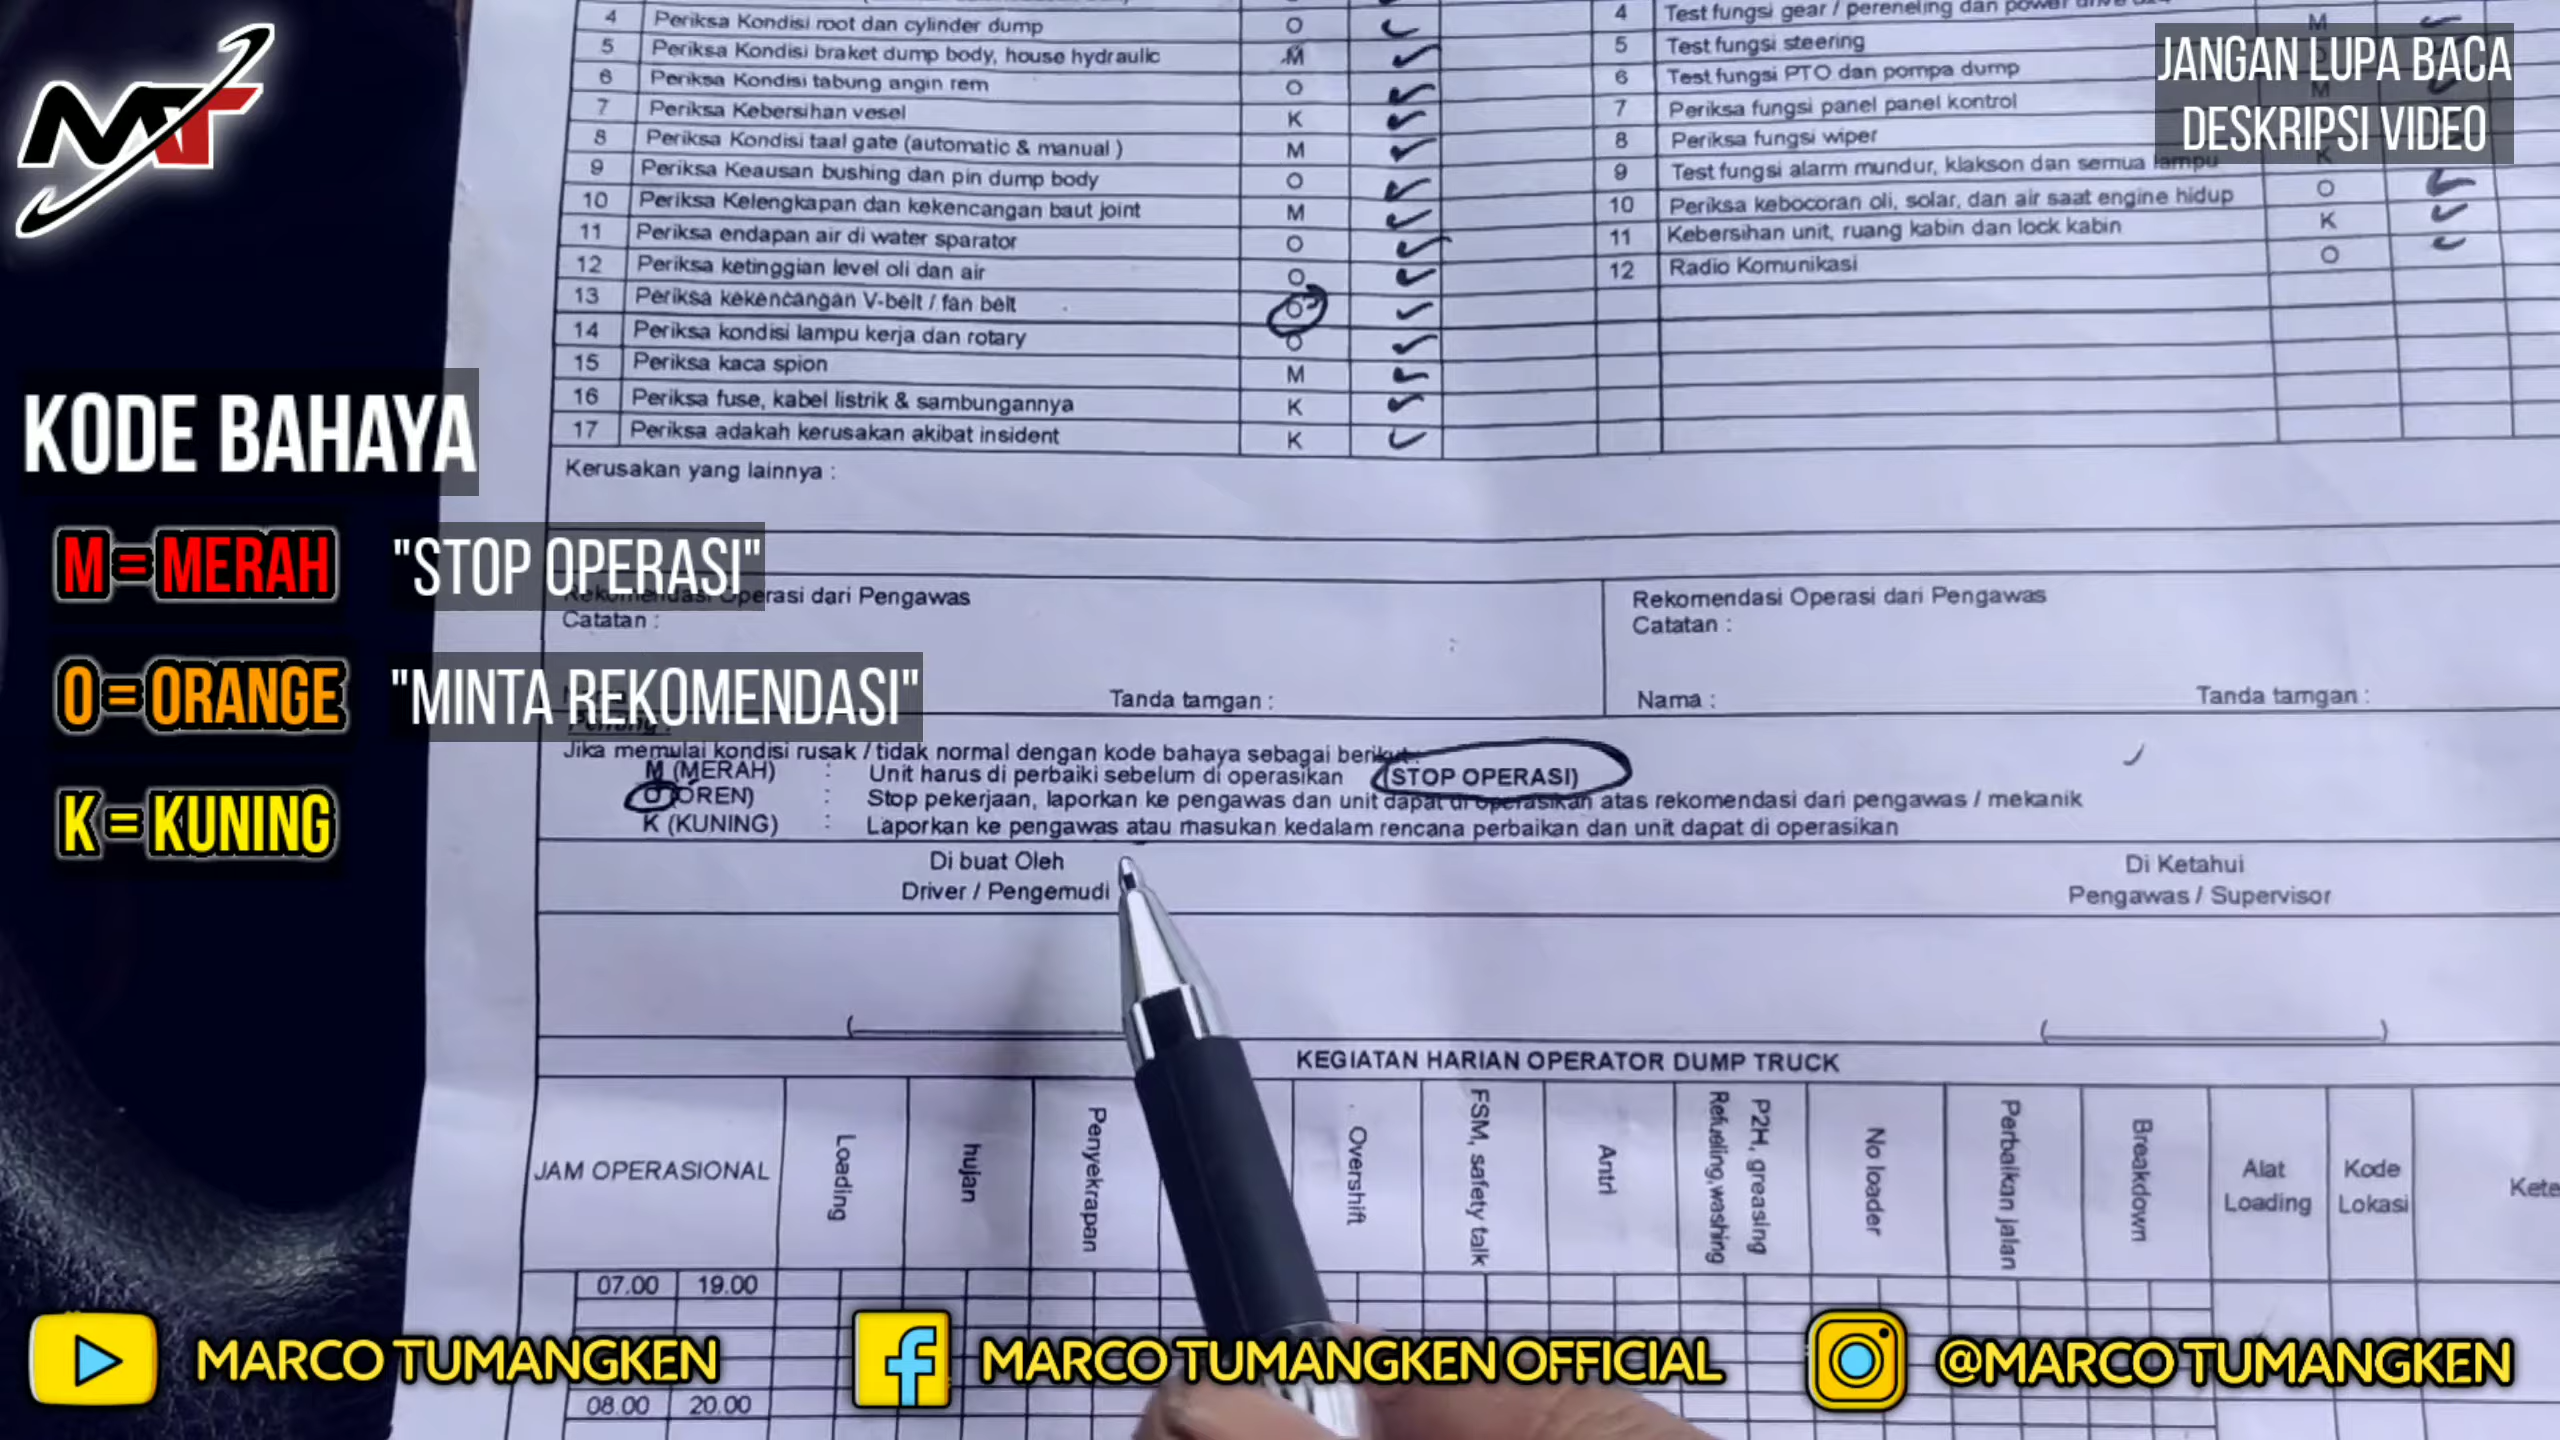 MT
JANGAN LUPA BACA
DESKRIPSI VIDEO
KODE BAHAYA
M = MERAH "STOP OPERASI"
O = ORANGE "MINTA REKOMENDASI"
K = KUNING
4 Periksa Kondisi root dan cylinder dump O
5 Periksa Kondisi braket dump body, house hydraulic M
6 Periksa Kondisi tabung angin rem O
7 Periksa Kebersihan vesel K
8 Periksa Kondisi taal gate (automatic & manual ) M
9 Periksa Keausan bushing dan pin dump body O
10 Periksa Kelengkapan dan kekencangan baut joint M
11 Periksa endapan air di water sparator O
12 Periksa ketinggian level oli dan air O
13 Periksa kekencangan V-belt / fan belt O
14 Periksa kondisi lampu kerja dan rotary O
15 Periksa kaca spion M
16 Periksa fuse, kabel listrik & sambungannya K
17 Periksa adakah kerusakan akibat insident K
4 Test fungsi gear / pereneling dan power M
5 Test fungsi steering
6 Test fungsi PTO dan pompa dump M
7 Periksa fungsi panel panel kontrol
8 Periksa fungsi wiper K
9 Test fungsi alarm mundur, klakson dan semua lampu O
10 Periksa kebocoran oli, solar, dan air saat engine hidup K
11 Kebersihan unit, ruang kabin dan lock kabin O
12 Radio Komunikasi
Kerusakan yang lainnya :
Rekomendasi Operasi dari Pengawas
Catatan :
Tanda tamgan :
Rekomendasi Operasi dari Pengawas
Catatan :
Nama : Tanda tamgan :
Penting :
Jika memulai kondisi rusak / tidak normal dengan kode bahaya sebagai berikut :
M (MERAH) : Unit harus di perbaiki sebelum di operasikan (STOP OPERASI)
O (OREN) : Stop pekerjaan, laporkan ke pengawas dan unit dapat di operasikan atas rekomendasi dari pengawas / mekanik
K (KUNING) : Laporkan ke pengawas atau masukan kedalam rencana perbaikan dan unit dapat di operasikan
Di buat Oleh
Driver / Pengemudi
Di Ketahui
Pengawas / Supervisor
KEGIATAN HARIAN OPERATOR DUMP TRUCK
JAM OPERASIONAL
Loading
hujan
Penyekrapan
Overshift
FSM, safety talk
Antri
P2H, greasing
Refueling,washing
No loader
Perbaikan jalan
Breakdown
Alat
Loading
Kode
Lokasi
07.00 19.00
08.00 20.00
MARCO TUMANGKEN
f MARCO TUMANGKEN OFFICIAL
@MARCO TUMANGKEN